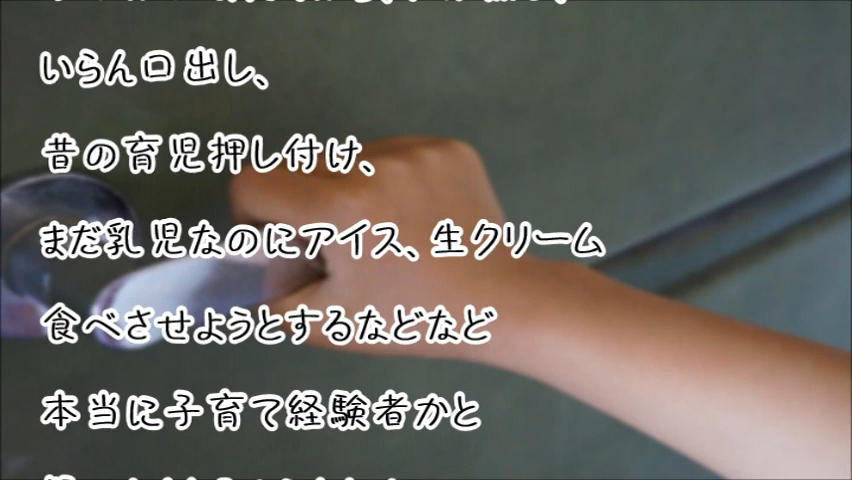 いらん口出し、
昔の育児押し付け、
まだ乳児なのにアイス、生クリーム
食べさせようとするなどなど
本当に子育て経験者かと